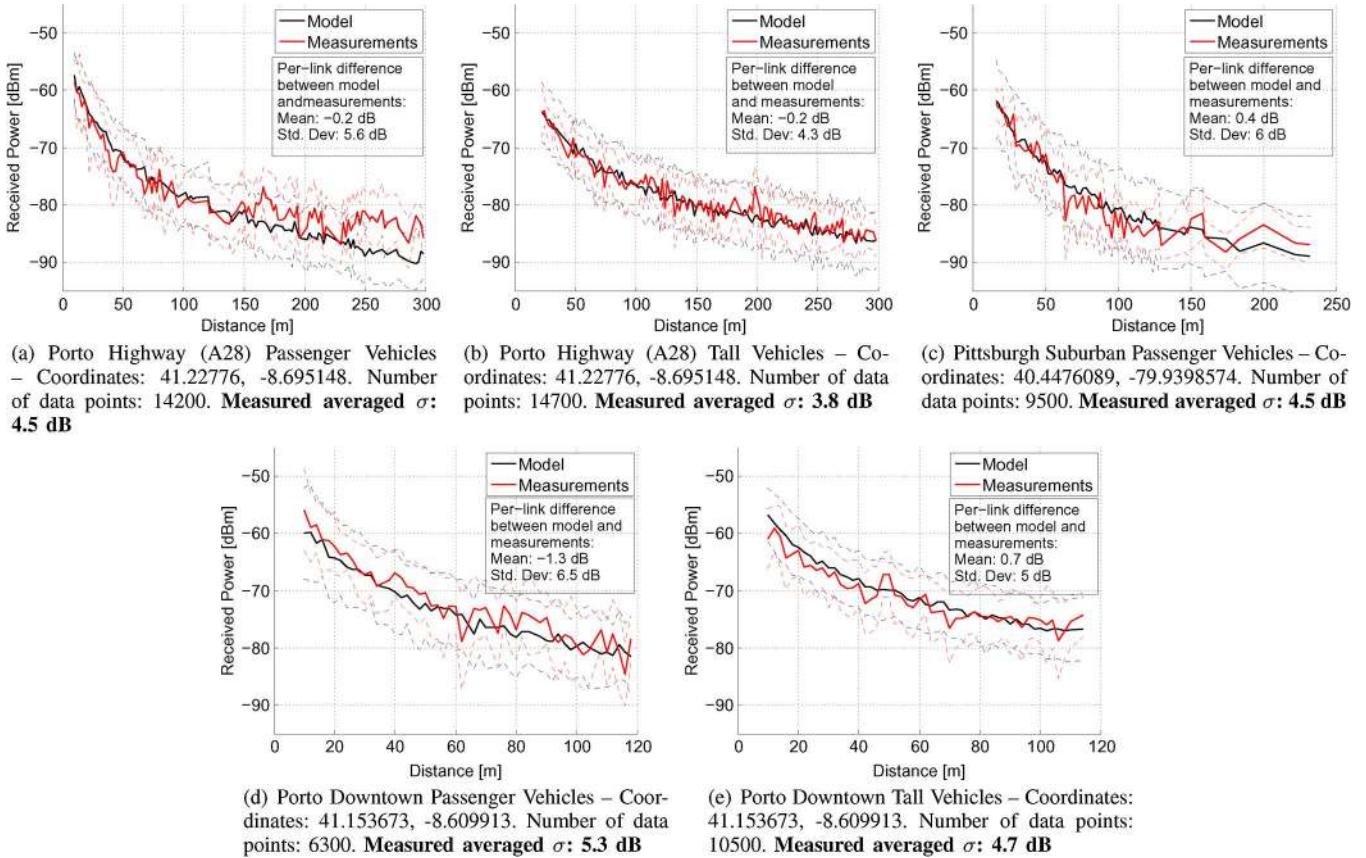 −50
−60
−70
−80
−90
Received Power [dBm]
0 50 100 150 200 250 300
Distance [m]
Model
Measurements
Per−link difference
between model
andmeasurements:
Mean: −0.2 dB
Std. Dev: 5.6 dB
(a) Porto Highway (A28) Passenger Vehicles
– Coordinates: 41.22776, -8.695148. Number
of data points: 14200. Measured averaged σ:
4.5 dB
−50
−60
−70
−80
−90
Received Power [dBm]
0 50 100 150 200 250 300
Distance [m]
Model
Measurements
Per−link difference
between model
and measurements:
Mean: −0.2 dB
Std. Dev: 4.3 dB
(b) Porto Highway (A28) Tall Vehicles – Co-
ordinates: 41.22776, -8.695148. Number of data
points: 14700. Measured averaged σ: 3.8 dB
−50
−60
−70
−80
−90
Received Power [dBm]
0 50 100 150 200 250
Distance [m]
Model
Measurements
Per−link difference
between model and
measurements:
Mean: 0.4 dB
Std. Dev: 6 dB
(c) Pittsburgh Suburban Passenger Vehicles – Co-
ordinates: 40.4476089, -79.9398574. Number of
data points: 9500. Measured averaged σ: 4.5 dB
−50
−60
−70
−80
−90
Received Power [dBm]
0 20 40 60 80 100 120
Distance [m]
Model
Measurements
Per−link difference
between model and
measurements:
Mean: −1.3 dB
Std. Dev: 6.5 dB
(d) Porto Downtown Passenger Vehicles – Coor-
dinates: 41.153673, -8.609913. Number of data
points: 6300. Measured averaged σ: 5.3 dB
−50
−60
−70
−80
−90
Received Power [dBm]
0 20 40 60 80 100 120
Distance [m]
Model
Measurements
Per−link difference
between model and
measurements:
Mean: 0.7 dB
Std. Dev: 5 dB
(e) Porto Downtown Tall Vehicles – Coordinates:
41.153673, -8.609913. Number of data points:
10500. Measured averaged σ: 4.7 dB